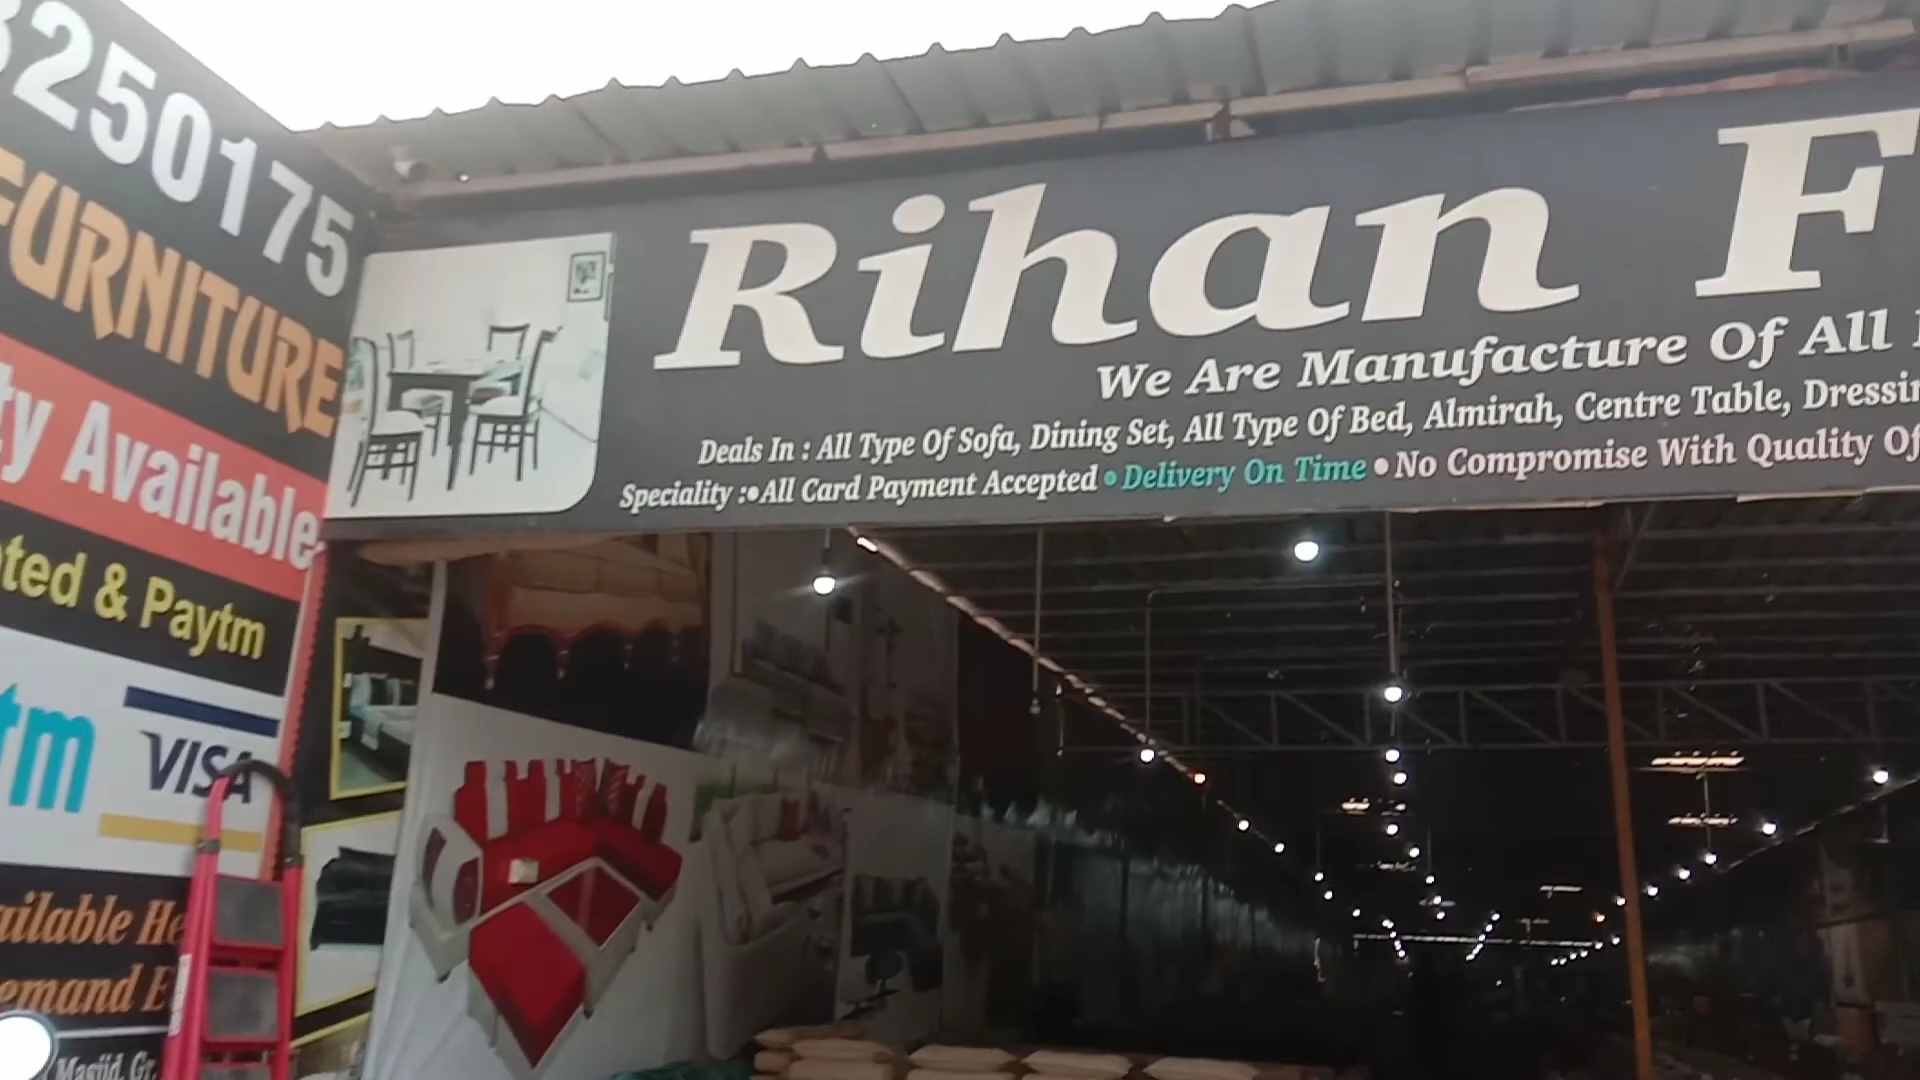 3250175
FURNITURE
ty Available
ted & Paytm
tm
VISA
ailable He
emand E
Masjid, Gr.
Rihan F
We Are Manufacture Of All
Deals In : All Type Of Sofa, Dining Set, All Type Of Bed, Almirah, Centre Table, Dressin
Speciality :•All Card Payment Accepted •Delivery On Time •No Compromise With Quality Of